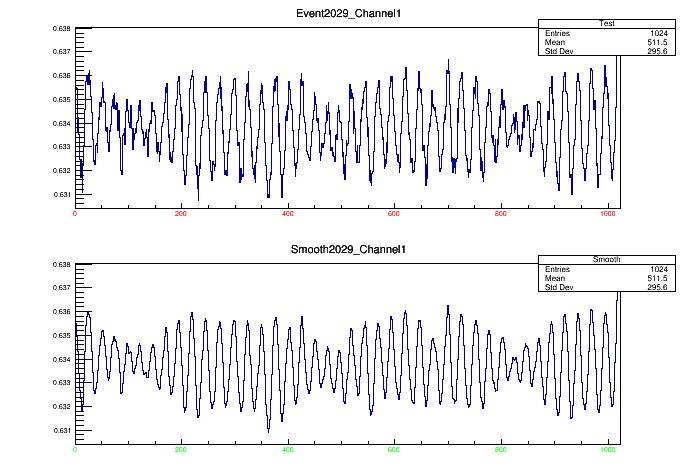 Event2029_Channel1
Test
Entries 1024
Mean 511.5
Std Dev 295.6
0.638
0.637
0.636
0.635
0.634
0.633
0.632
0.631
0 200 400 600 800 1000
Smooth2029_Channel1
Smooth
Entries 1024
Mean 511.5
Std Dev 295.6
0.638
0.637
0.636
0.635
0.634
0.633
0.632
0.631
0 200 400 600 800 1000